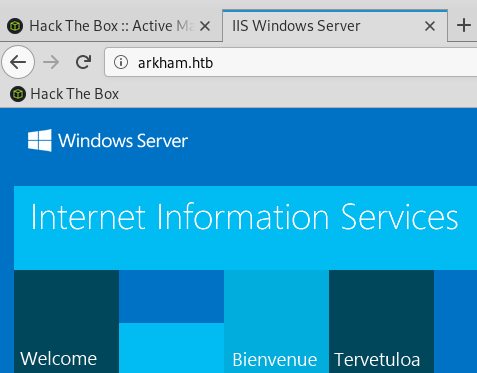 Hack The Box :: Active Ma
IIS Windows Server
arkham.htb
Hack The Box
Windows Server
Internet Information Services
Welcome
Bienvenue
Tervetuloa